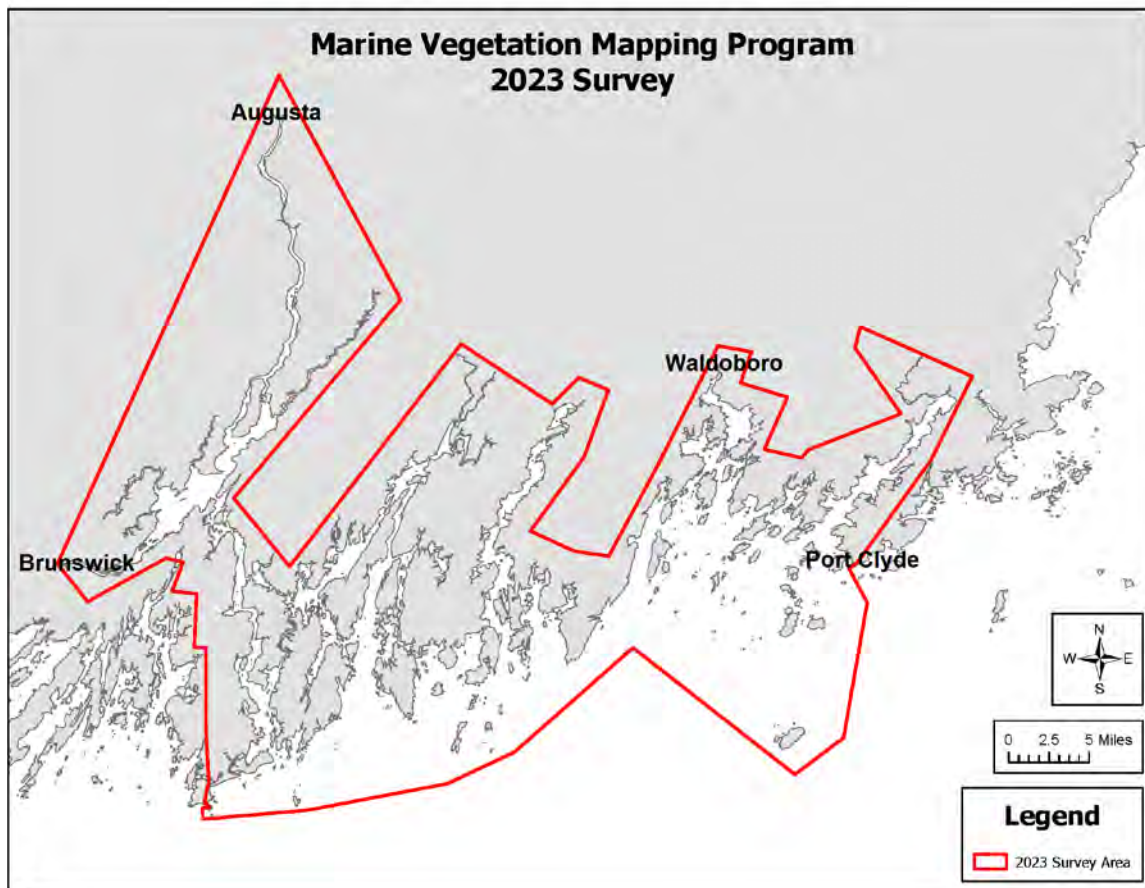 Marine Vegetation Mapping Program
2023 Survey
Augusta
Waldoboro
Brunswick
Port Clyde
N
W E
S
0 2.5 5 Miles
Legend
2023 Survey Area